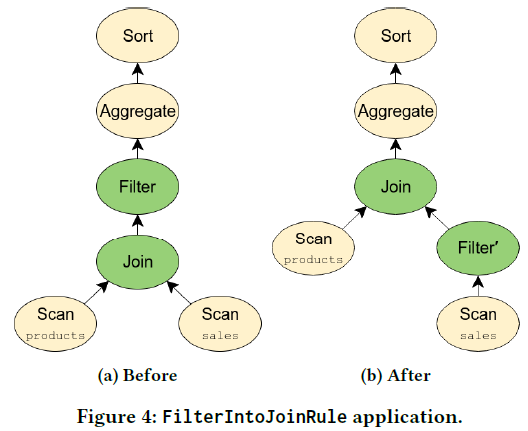 Sort
Aggregate
Filter
Join
Scan
products
Scan
sales
(a) Before
Sort
Aggregate
Join
Scan
products
Filter′
Scan
sales
(b) After
Figure 4: FilterIntoJoinRule application.